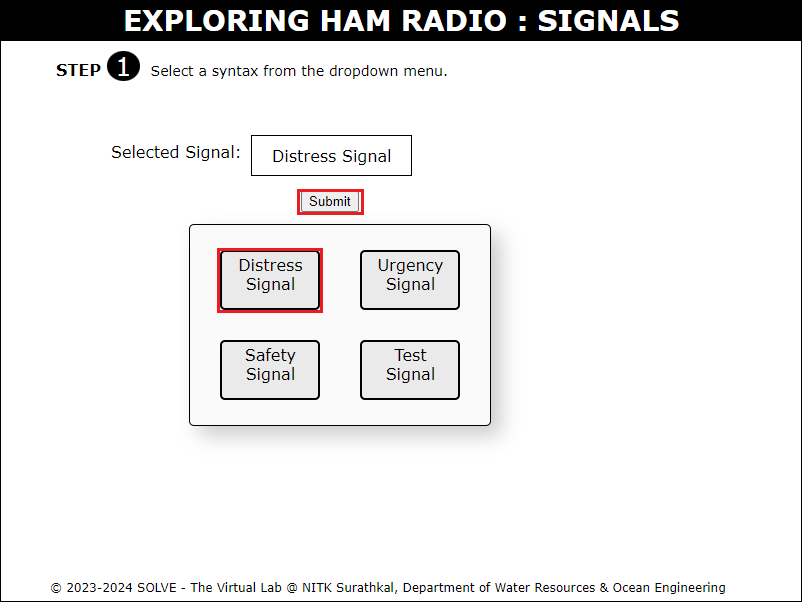 EXPLORING HAM RADIO : SIGNALS
STEP 1 Select a syntax from the dropdown menu.
Selected Signal: Distress Signal
Submit
Distress
Signal
Urgency
Signal
Safety
Signal
Test
Signal
© 2023-2024 SOLVE - The Virtual Lab @ NITK Surathkal, Department of Water Resources & Ocean Engineering